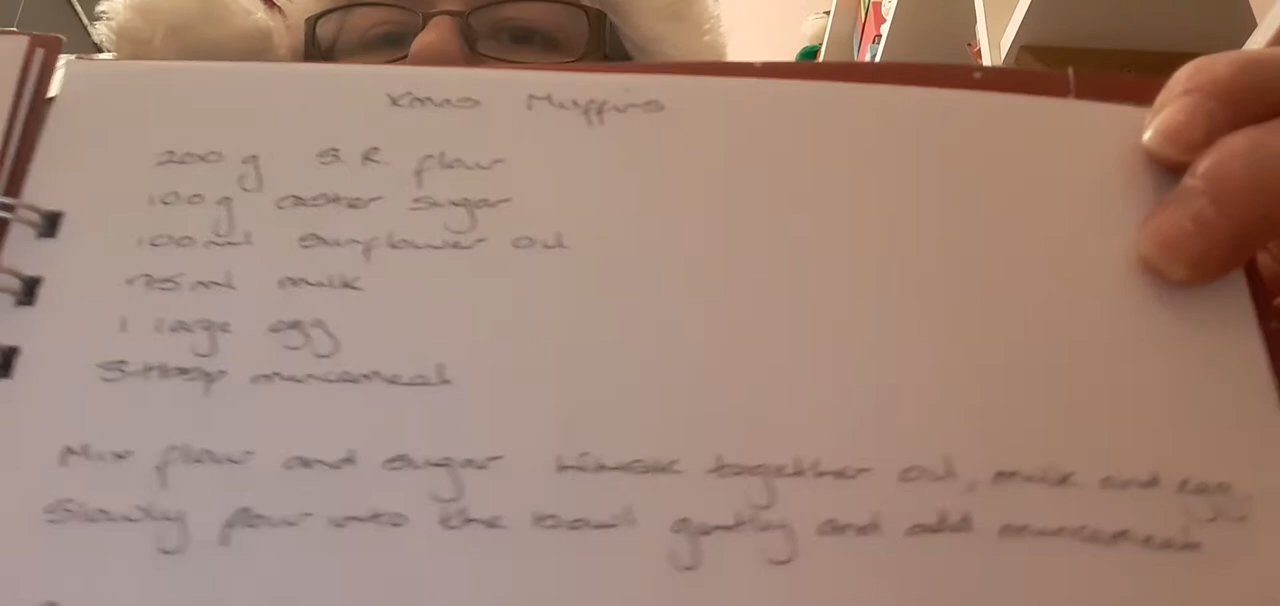 Xmas Muffins
200g S.R. flour
100g caster sugar
100ml sunflower oil
75ml milk
1 large egg
5 tbsp mincemeat
Mix flour and sugar Whisk together oil, milk and egg.
Slowly pour into the bowl gently and add mincemeat